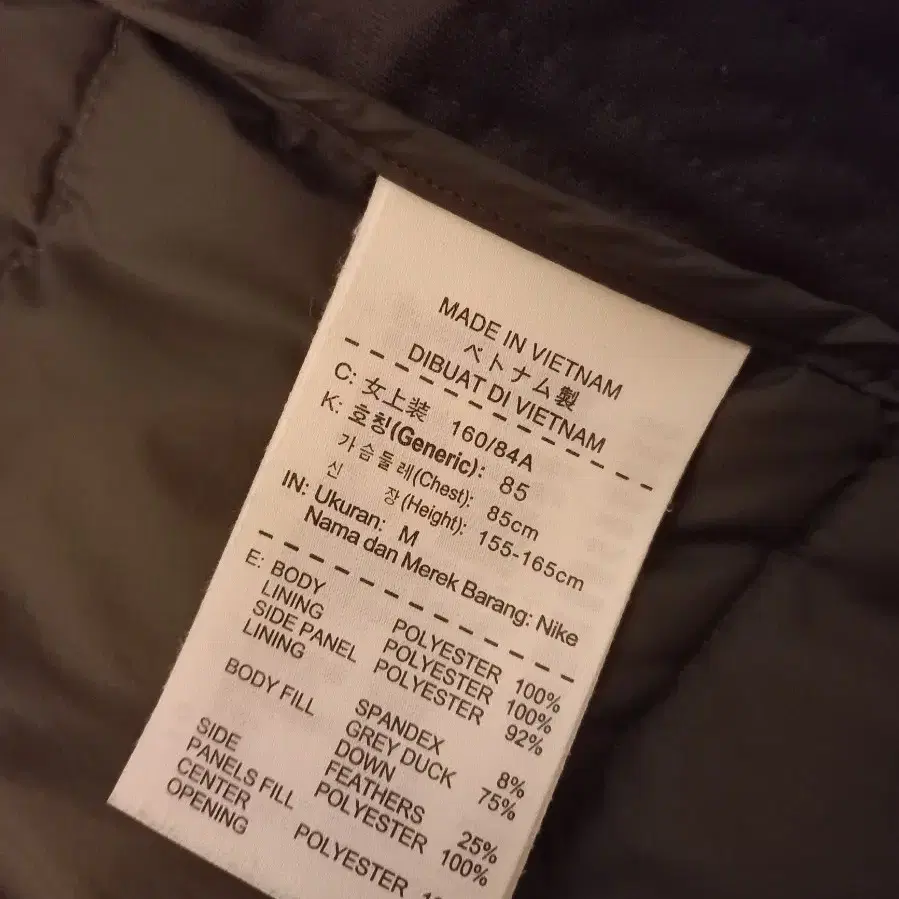 MADE IN VIETNAM
ベトナム製
DIBUAT DI VIETNAM
C: 女上装 160/84A
K: 호칭(Generic): 85
가슴둘레(Chest): 85cm
신 장(Height): 155-165cm
IN: Ukuran: M
Nama dan Merek Barang: Nike
E: BODY POLYESTER 100%
LINING POLYESTER 100%
SIDE PANEL POLYESTER 92%
LINING SPANDEX 8%
BODY FILL GREY DUCK 75%
DOWN
FEATHERS 25%
SIDE POLYESTER 100%
PANELS FILL
CENTER POLYESTER
OPENING